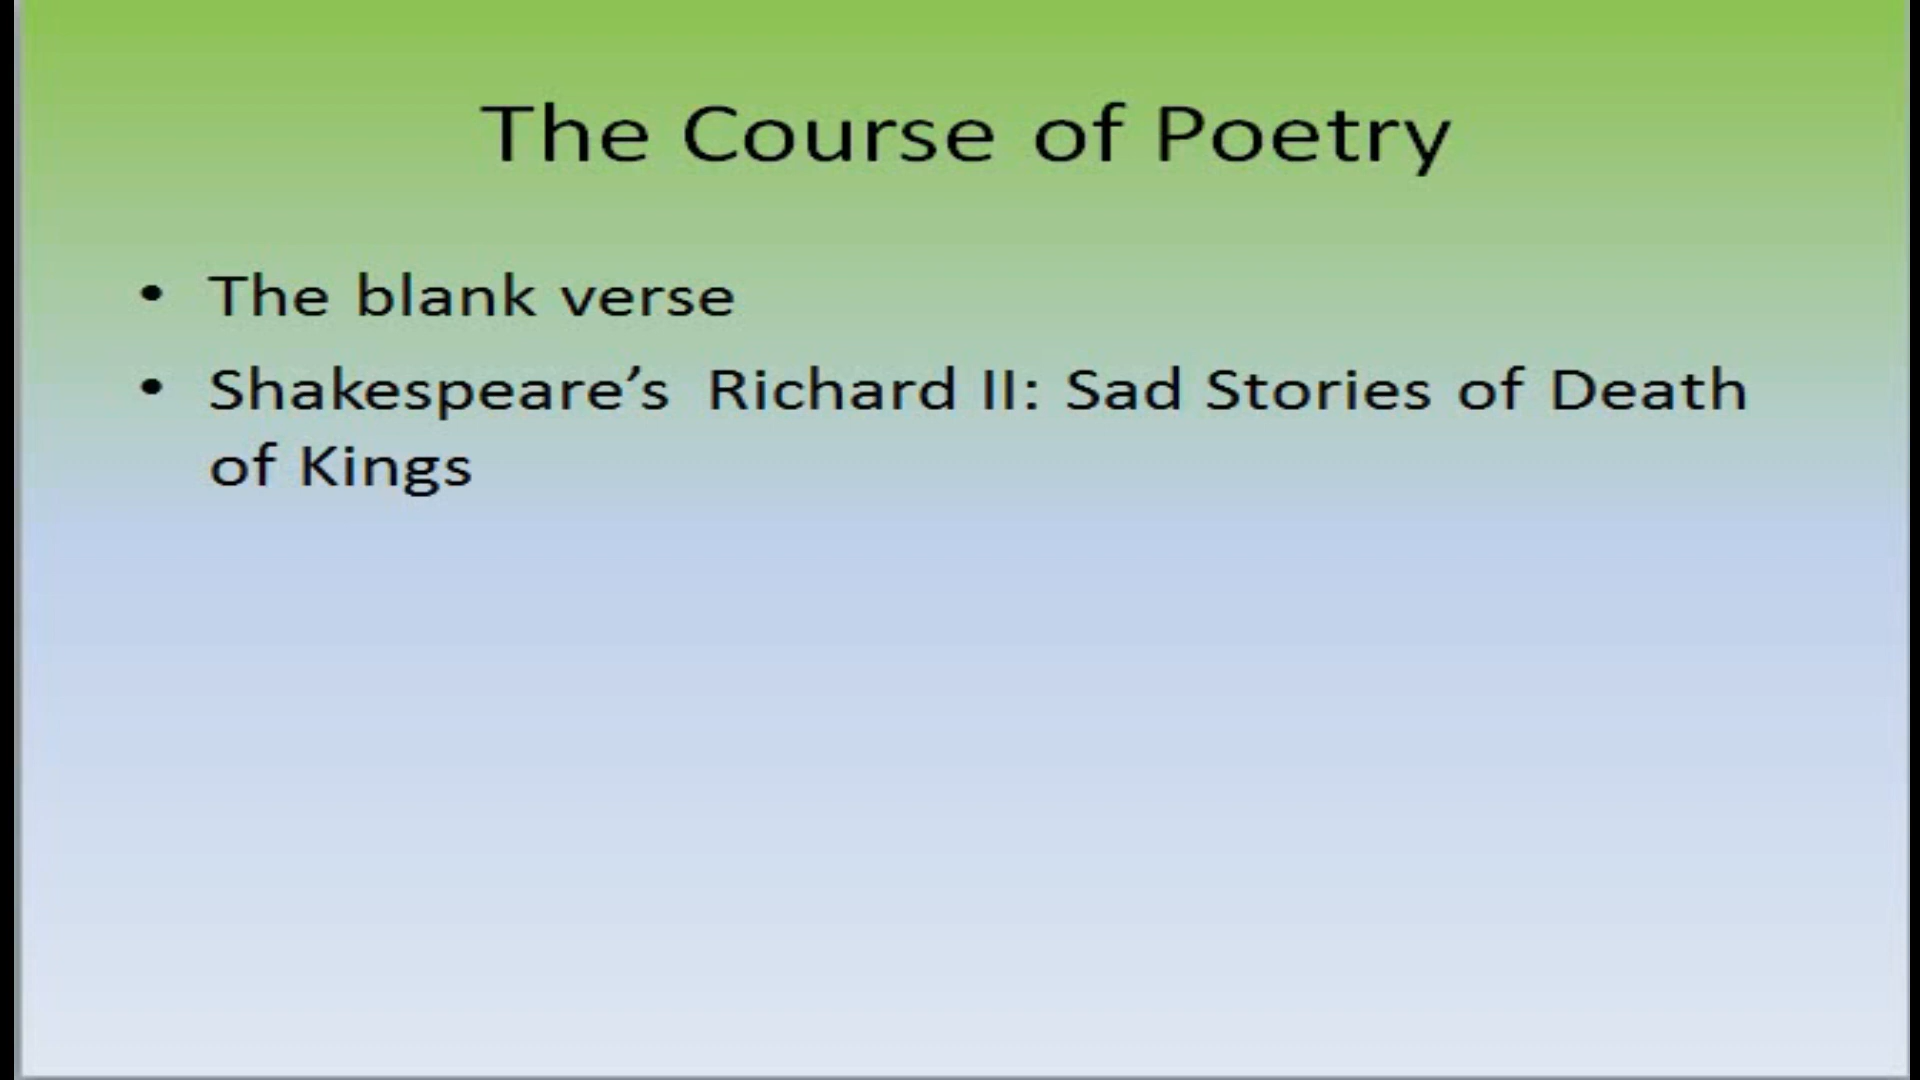 The Course of Poetry
• The blank verse
• Shakespeare’s Richard II: Sad Stories of Death
of Kings